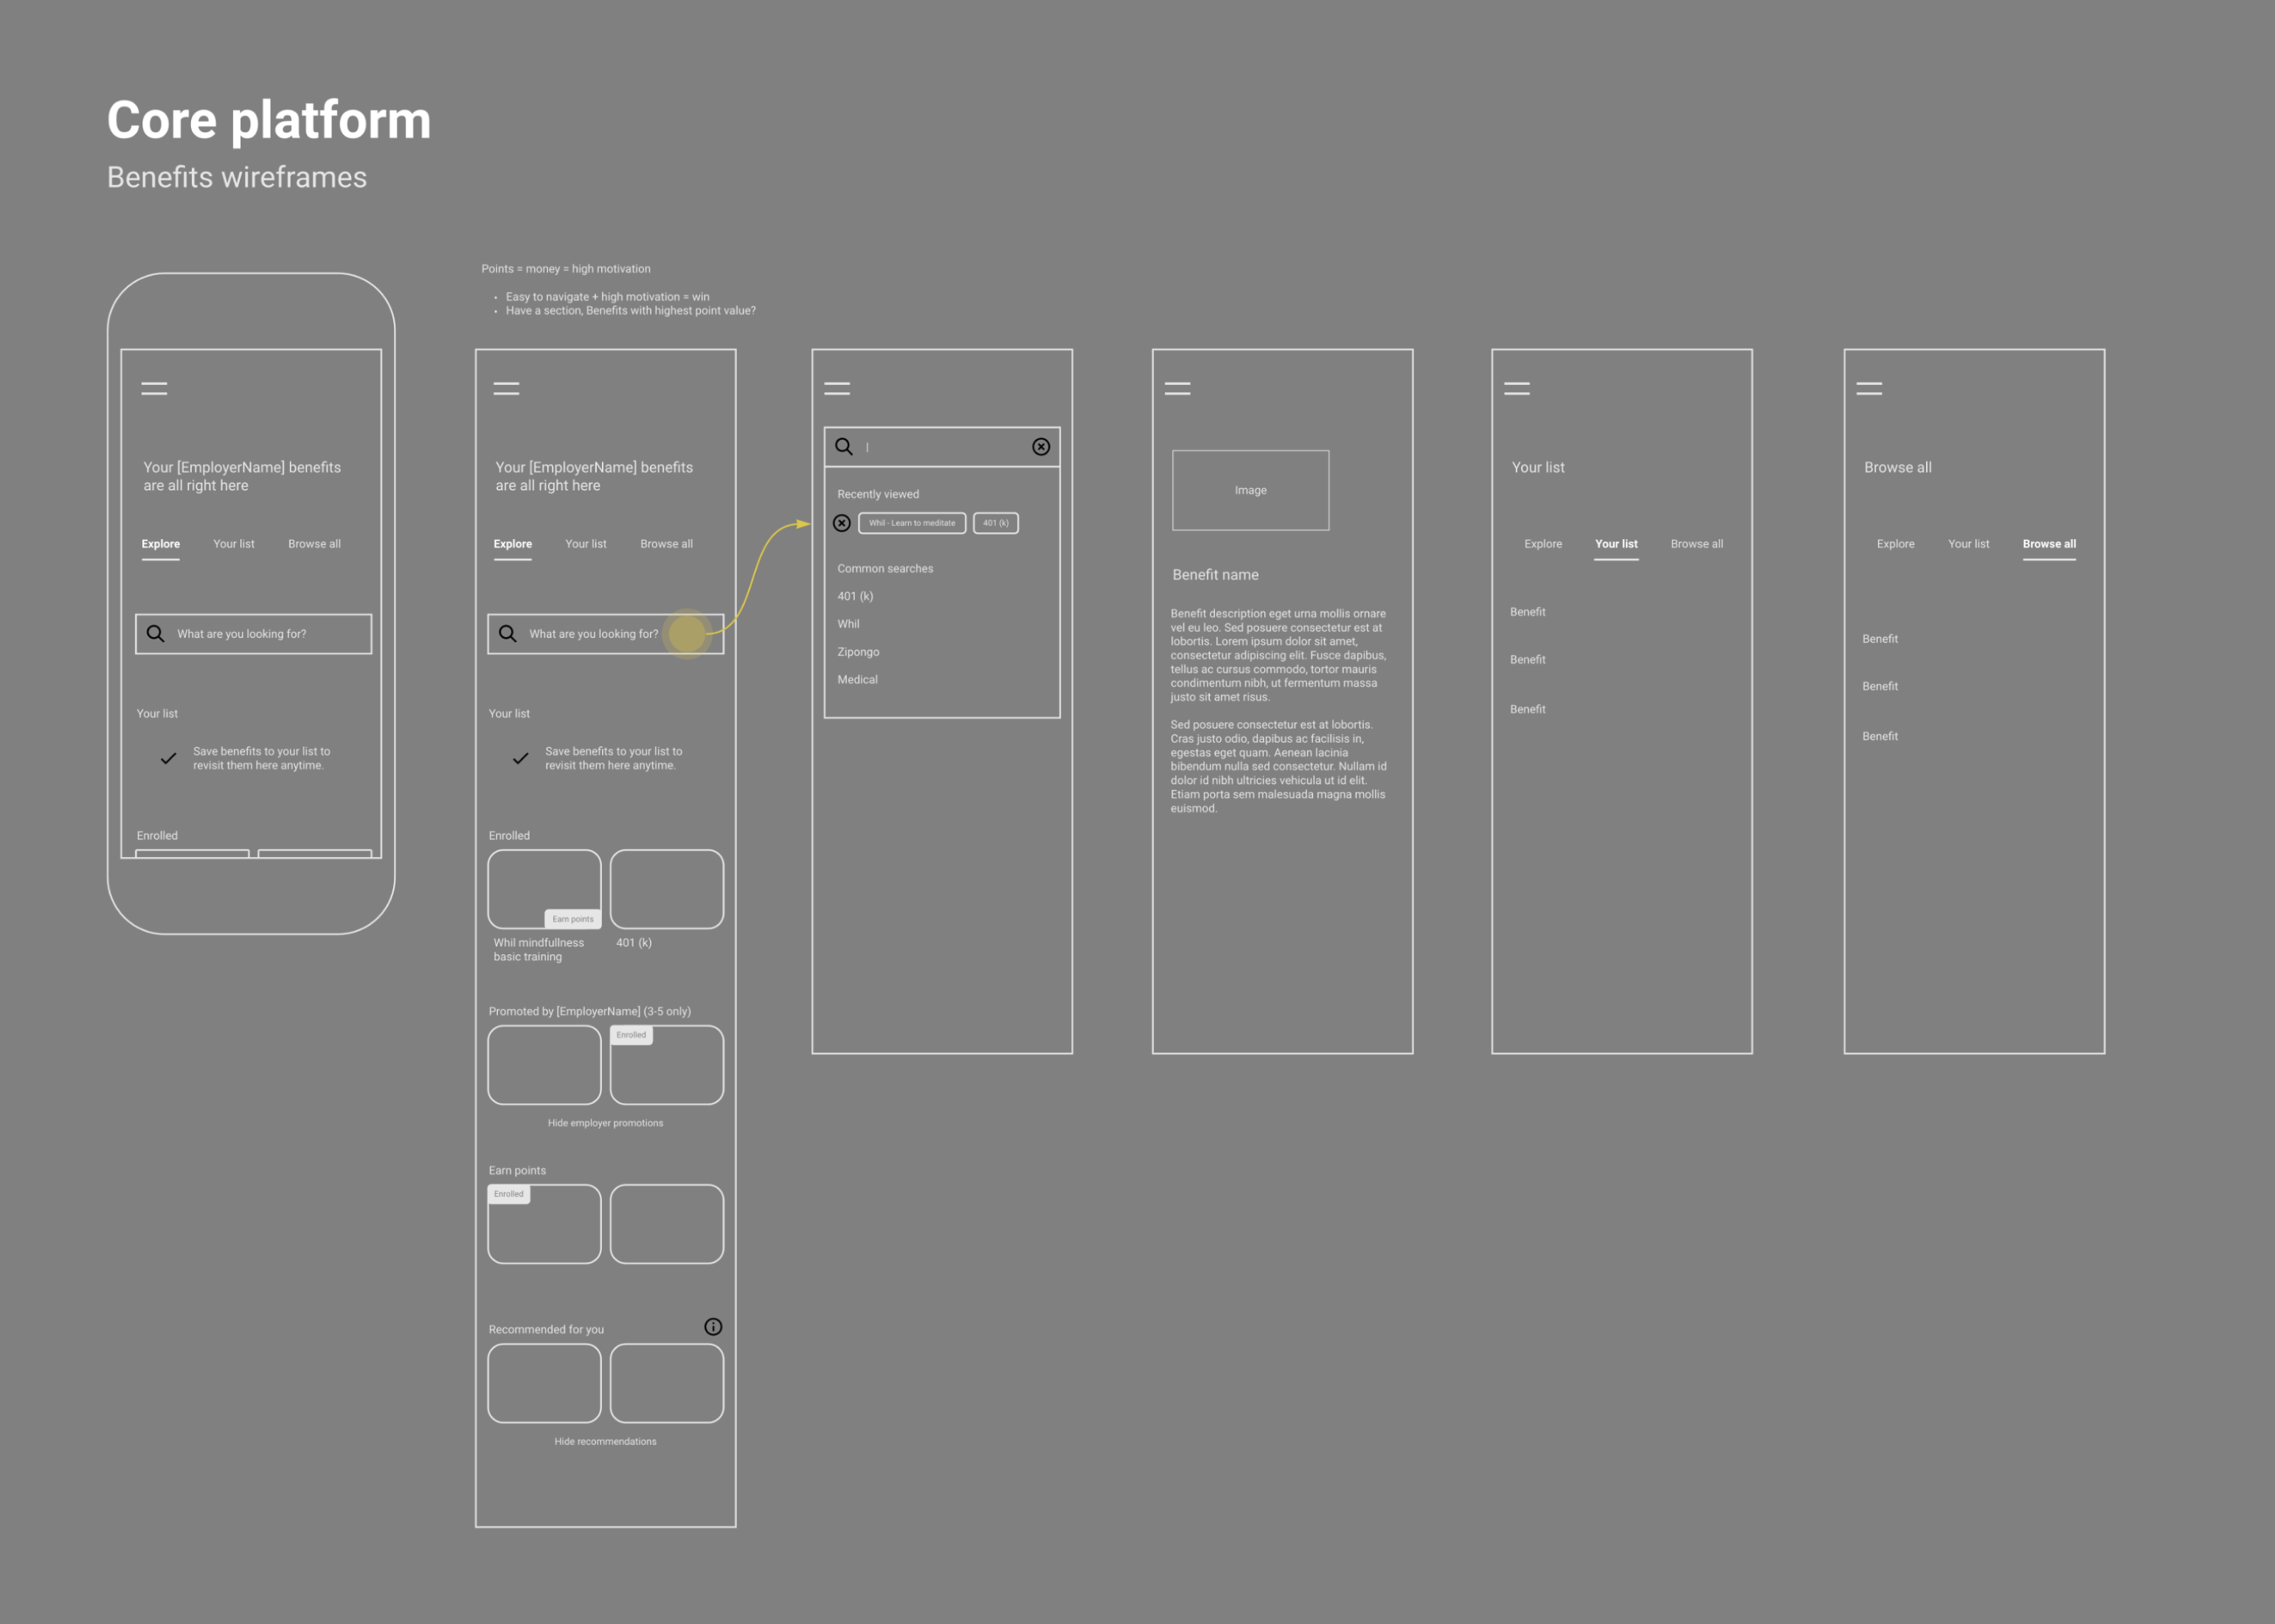 Core platform
Benefits wireframes
Your [EmployerName] benefits
are all right here
Explore Your list Browse all
What are you looking for?
Your list
Save benefits to your list to
revisit them here anytime.
Enrolled
Points = money = high motivation
• Easy to navigate + high motivation = win
• Have a section, Benefits with highest point value?
Your [EmployerName] benefits
are all right here
Explore Your list Browse all
What are you looking for?
Your list
Save benefits to your list to
revisit them here anytime.
Enrolled
Earn points
Whil mindfullness
basic training
401 (k)
Promoted by [EmployerName] (3-5 only)
Enrolled
Hide employer promotions
Earn points
Enrolled
Recommended for you
Hide recommendations
Recently viewed
Whil - Learn to meditate 401 (k)
Common searches
401 (k)
Whil
Zipongo
Medical
Image
Benefit name
Benefit description eget urna mollis ornare
vel eu leo. Sed posuere consectetur est at
lobortis. Lorem ipsum dolor sit amet,
consectetur adipiscing elit. Fusce dapibus,
tellus ac cursus commodo, tortor mauris
condimentum nibh, ut fermentum massa
justo sit amet risus.
Sed posuere consectetur est at lobortis.
Cras justo odio, dapibus ac facilisis in,
egestas eget quam. Aenean lacinia
bibendum nulla sed consectetur. Nullam id
dolor id nibh ultricies vehicula ut id elit.
Etiam porta sem malesuada magna mollis
euismod.
Your list
Explore Your list Browse all
Benefit
Benefit
Benefit
Browse all
Explore Your list Browse all
Benefit
Benefit
Benefit